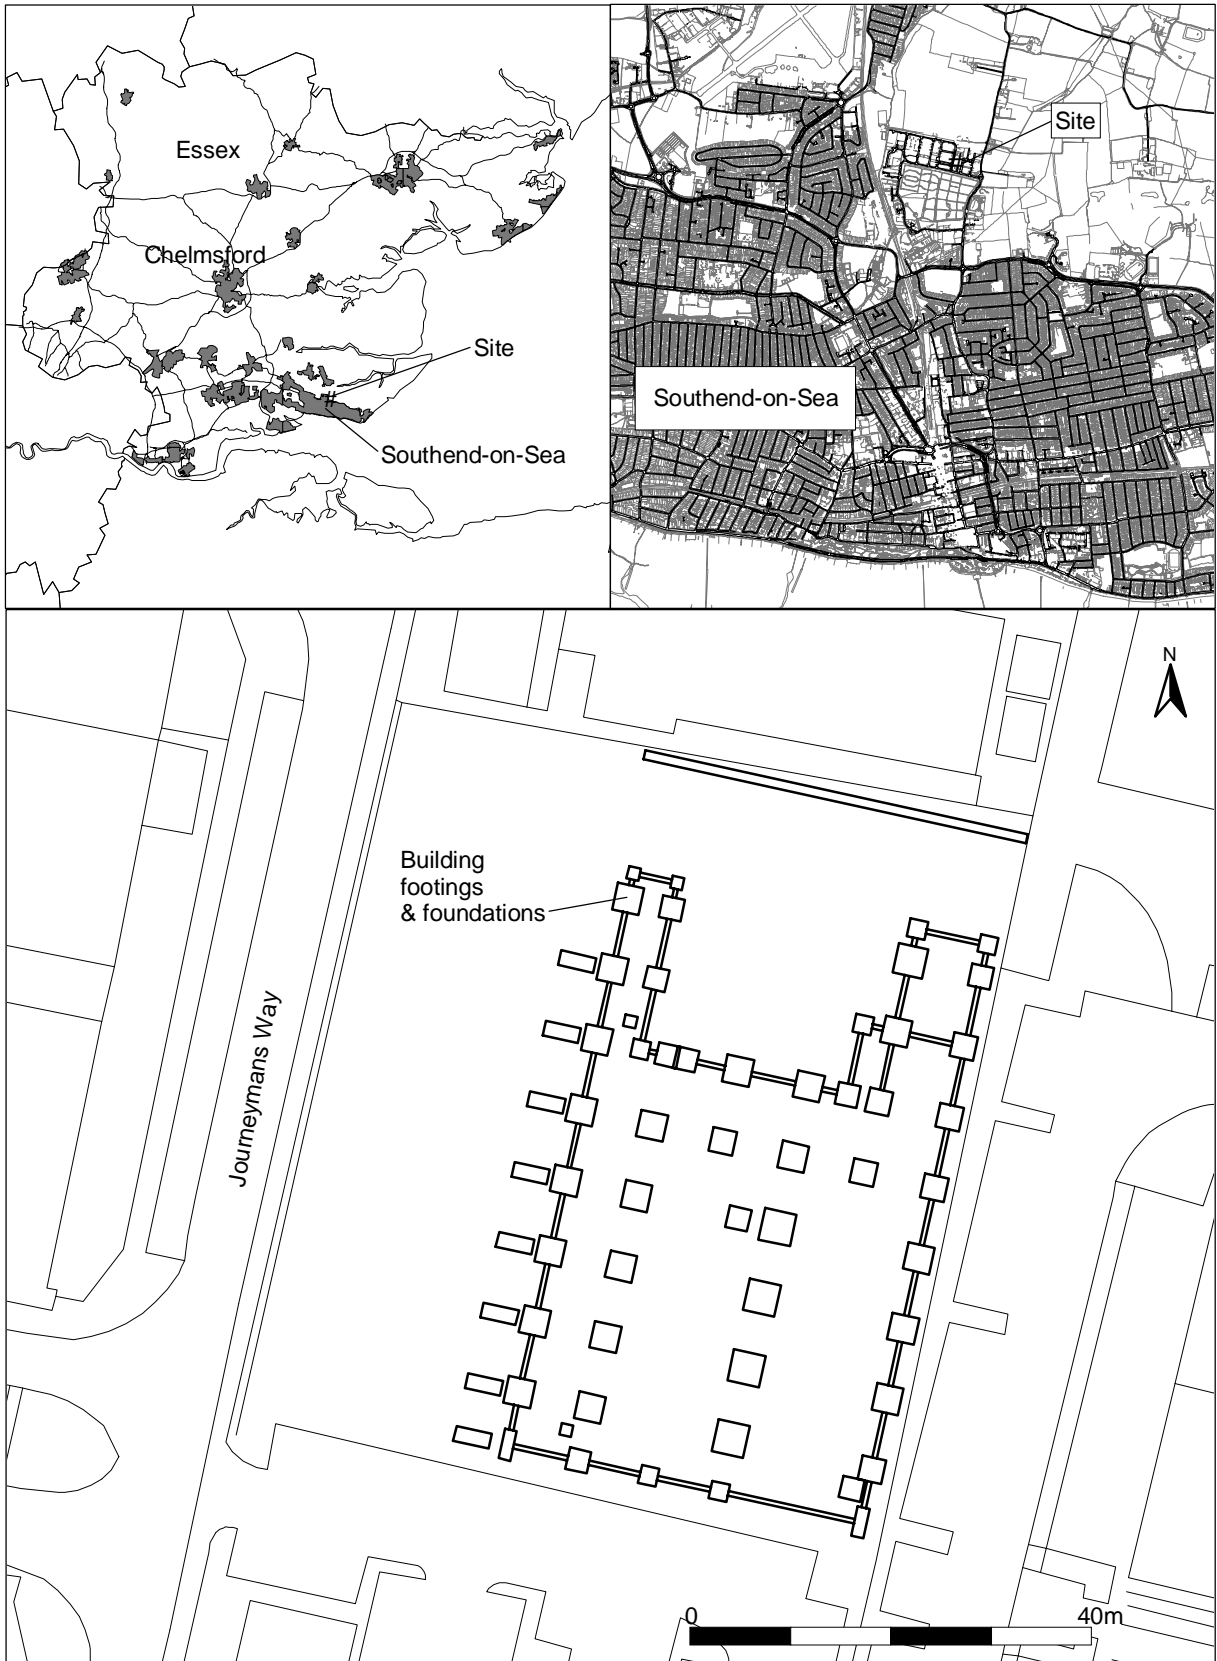 Essex
Chelmsford
Site
Southend-on-Sea
Site
Southend-on-Sea
N
Building
footings
& foundations
Journeymans Way
0 40m